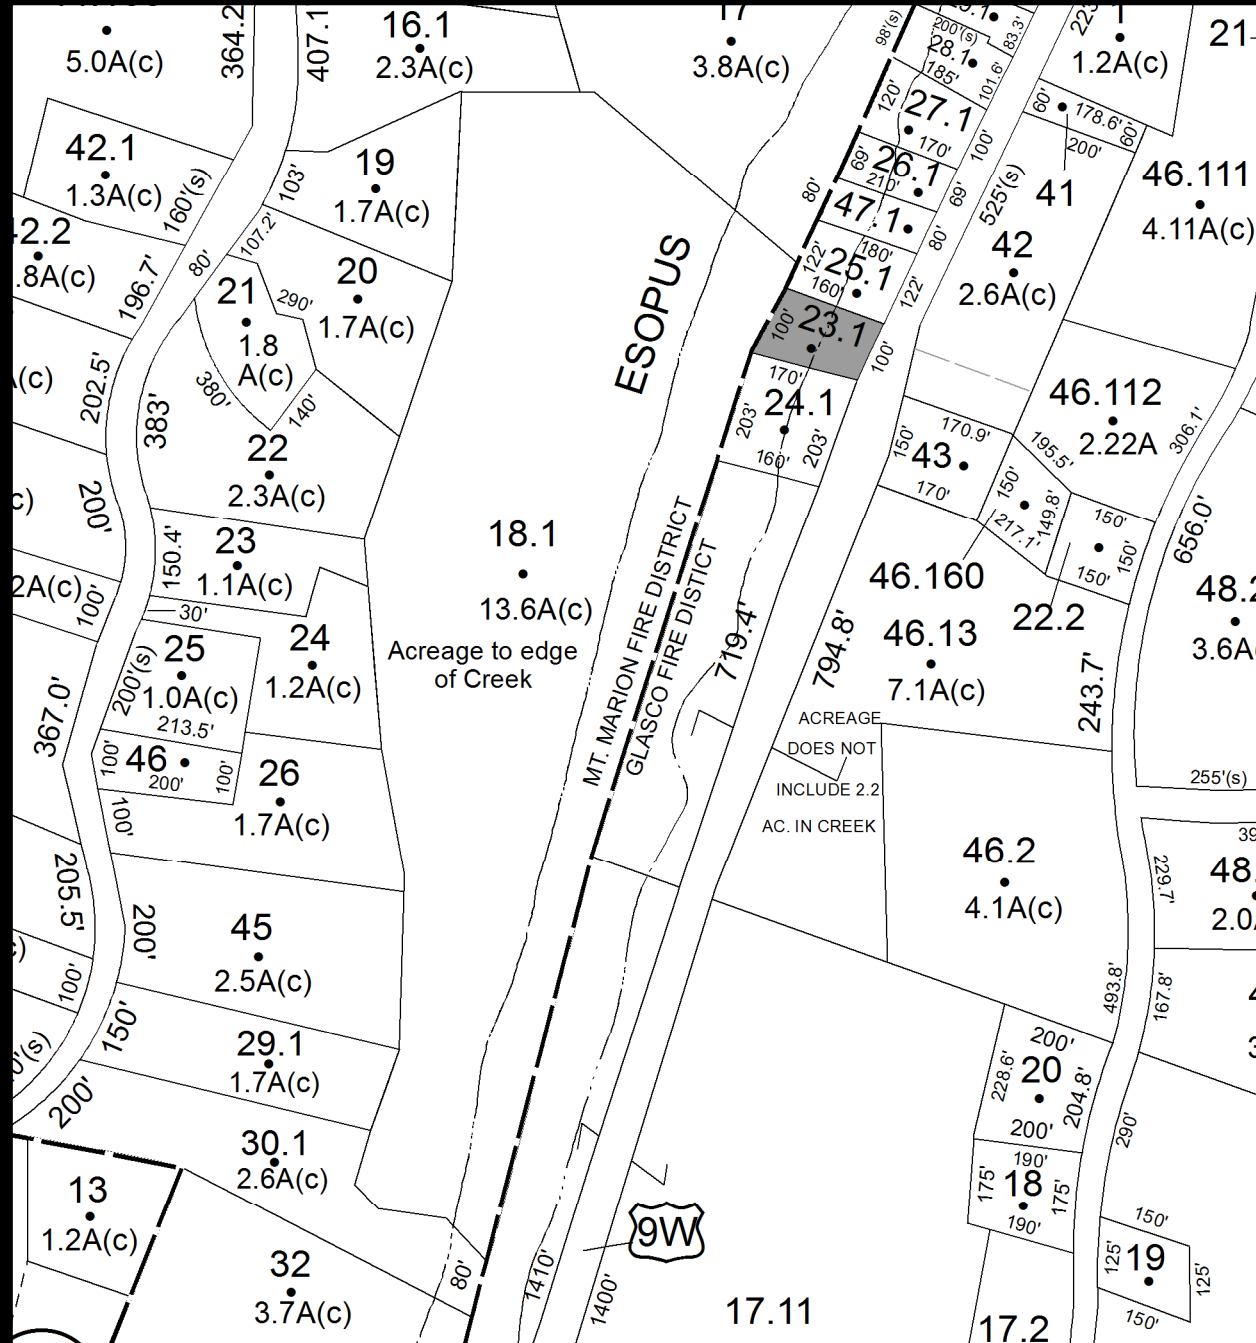 5.0A(c)
364.2
407.1
16.1
2.3A(c)
17
3.8A(c)
98'(s)
200'(s)
28.1
185'
83.3'
101.6'
1.2A(c)
21
42.1
1.3A(c)
160'(s)
103'
19
1.7A(c)
120'
27.1
170'
100'
60'
178.6'
60'
200'
41
46.111
4.11A(c)
69'
26.1
210'
69'
525'(s)
80'
47.1
180'
80'
42.2
.8A(c)
107.2'
80'
196.7'
21
1.8
A(c)
290'
20
1.7A(c)
ESOPUS
122'
25.1
160'
122'
42
2.6A(c)
100'
23.1
100'
170'
202.5'
383'
380'
140'
22
2.3A(c)
203'
24.1
160'
203'
46.112
2.22A
306.1'
170.9'
150'
43
170'
195.5'
150'
217.1'
149.8'
150'
150'
150'
656.0'
200'
150.4'
23
1.1A(c)
30'
2A(c)
100'
18.1
13.6A(c)
Acreage to edge
of Creek
MT. MARION FIRE DISTRICT
GLASCO FIRE DISTICT
719.4'
794.8'
46.160
46.13
7.1A(c)
22.2
243.7'
48.2
3.6A(
25
1.0A(c)
200'(s)
213.5'
24
1.2A(c)
367.0'
100'
46
200'
100'
26
1.7A(c)
100'
ACREAGE
DOES NOT
INCLUDE 2.2
AC. IN CREEK
255'(s)
46.2
4.1A(c)
229.7'
39
48.
2.0A
205.5'
200'
45
2.5A(c)
100'
150'
493.8'
167.8'
29.1
1.7A(c)
200'
200'
228.6'
20
204.8'
200'
290'
30.1
2.6A(c)
190'
175'
18
175'
190'
13
1.2A(c)
32
3.7A(c)
80'
1410'
9W
1400'
17.11
17.2
150'
125'
19
125'
150'